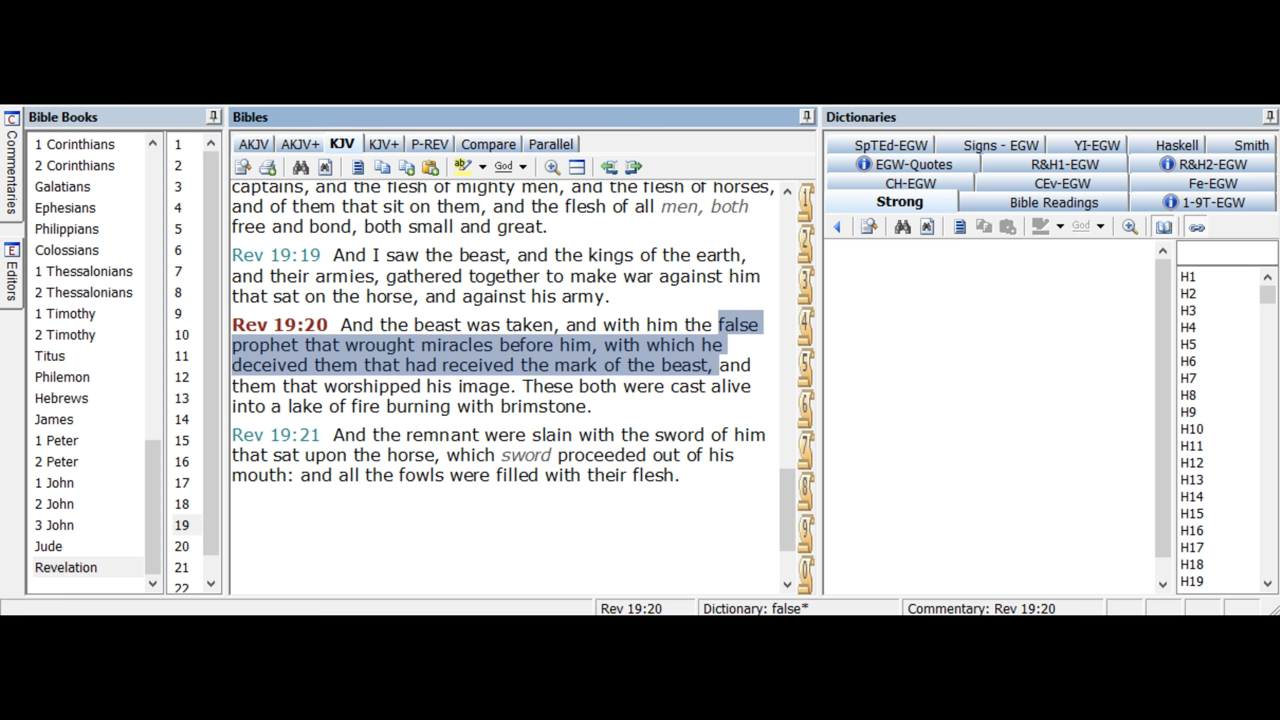 Commentaries
Editors
Bible Books
1 Corinthians
2 Corinthians
Galatians
Ephesians
Philippians
Colossians
1 Thessalonians
2 Thessalonians
1 Timothy
2 Timothy
Titus
Philemon
Hebrews
James
1 Peter
2 Peter
1 John
2 John
3 John
Jude
Revelation
1
2
3
4
5
6
7
8
9
10
11
12
13
14
15
16
17
18
19
20
21
22
Bibles
AKJV AKJV+ KJV KJV+ P-REV Compare Parallel
ab God
captains, and the flesh of mighty men, and the flesh of horses,
and of them that sit on them, and the flesh of all men, both
free and bond, both small and great.
Rev 19:19 And I saw the beast, and the kings of the earth,
and their armies, gathered together to make war against him
that sat on the horse, and against his army.
Rev 19:20 And the beast was taken, and with him the false
prophet that wrought miracles before him, with which he
deceived them that had received the mark of the beast, and
them that worshipped his image. These both were cast alive
into a lake of fire burning with brimstone.
Rev 19:21 And the remnant were slain with the sword of him
that sat upon the horse, which sword proceeded out of his
mouth: and all the fowls were filled with their flesh.
1
2
3
4
5
6
7
8
9
0
Dictionaries
SpTEd-EGW Signs - EGW YI-EGW Haskell Smith
EGW-Quotes R&H1-EGW R&H2-EGW
CH-EGW CEv-EGW Fe-EGW
Strong Bible Readings 1-9T-EGW
God
H1
H2
H3
H4
H5
H6
H7
H8
H9
H10
H11
H12
H13
H14
H15
H16
H17
H18
H19
Rev 19:20 Dictionary: false* Commentary: Rev 19:20